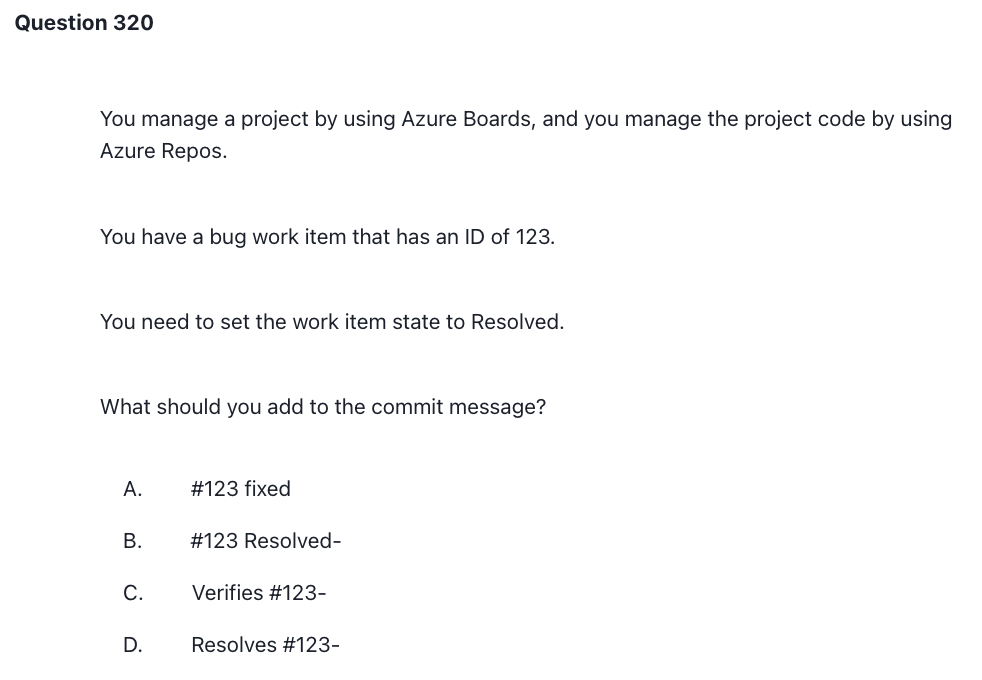 Question 320
You manage a project by using Azure Boards, and you manage the project code by using
Azure Repos.
You have a bug work item that has an ID of 123.
You need to set the work item state to Resolved.
What should you add to the commit message?
A. #123 fixed
B. #123 Resolved-
C. Verifies #123-
D. Resolves #123-